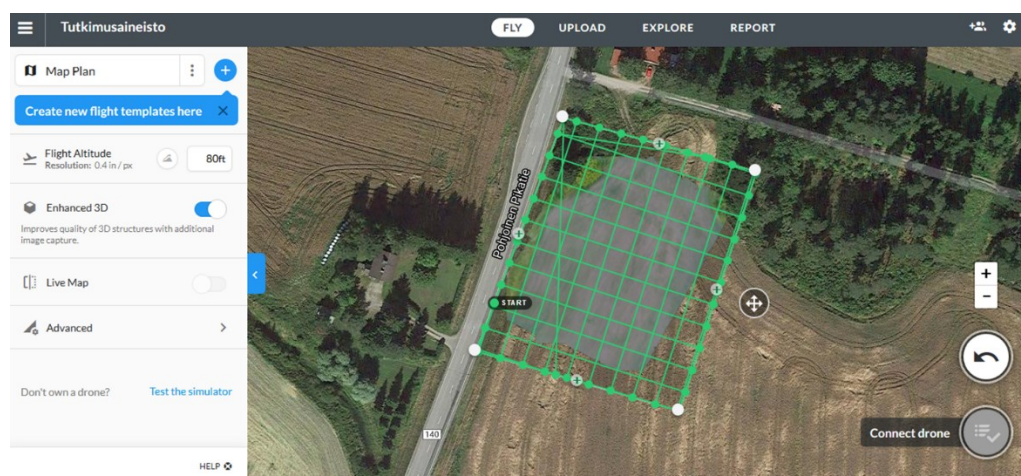 Tutkimusaineisto
FLY UPLOAD EXPLORE REPORT
Map Plan
Create new flight templates here
Flight Altitude
Resolution: 0.4 in / px
80ft
Enhanced 3D
Improves quality of 3D structures with additional
image capture.
Live Map
Advanced
Don't own a drone? Test the simulator
HELP
Pohjoinen Pikatie
START
140
Connect drone